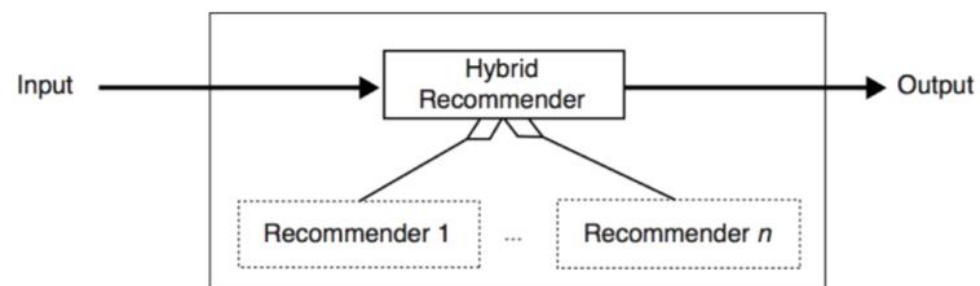 Hybrid
Input
Recommender
Output
Recommender 1
...
Recommender n